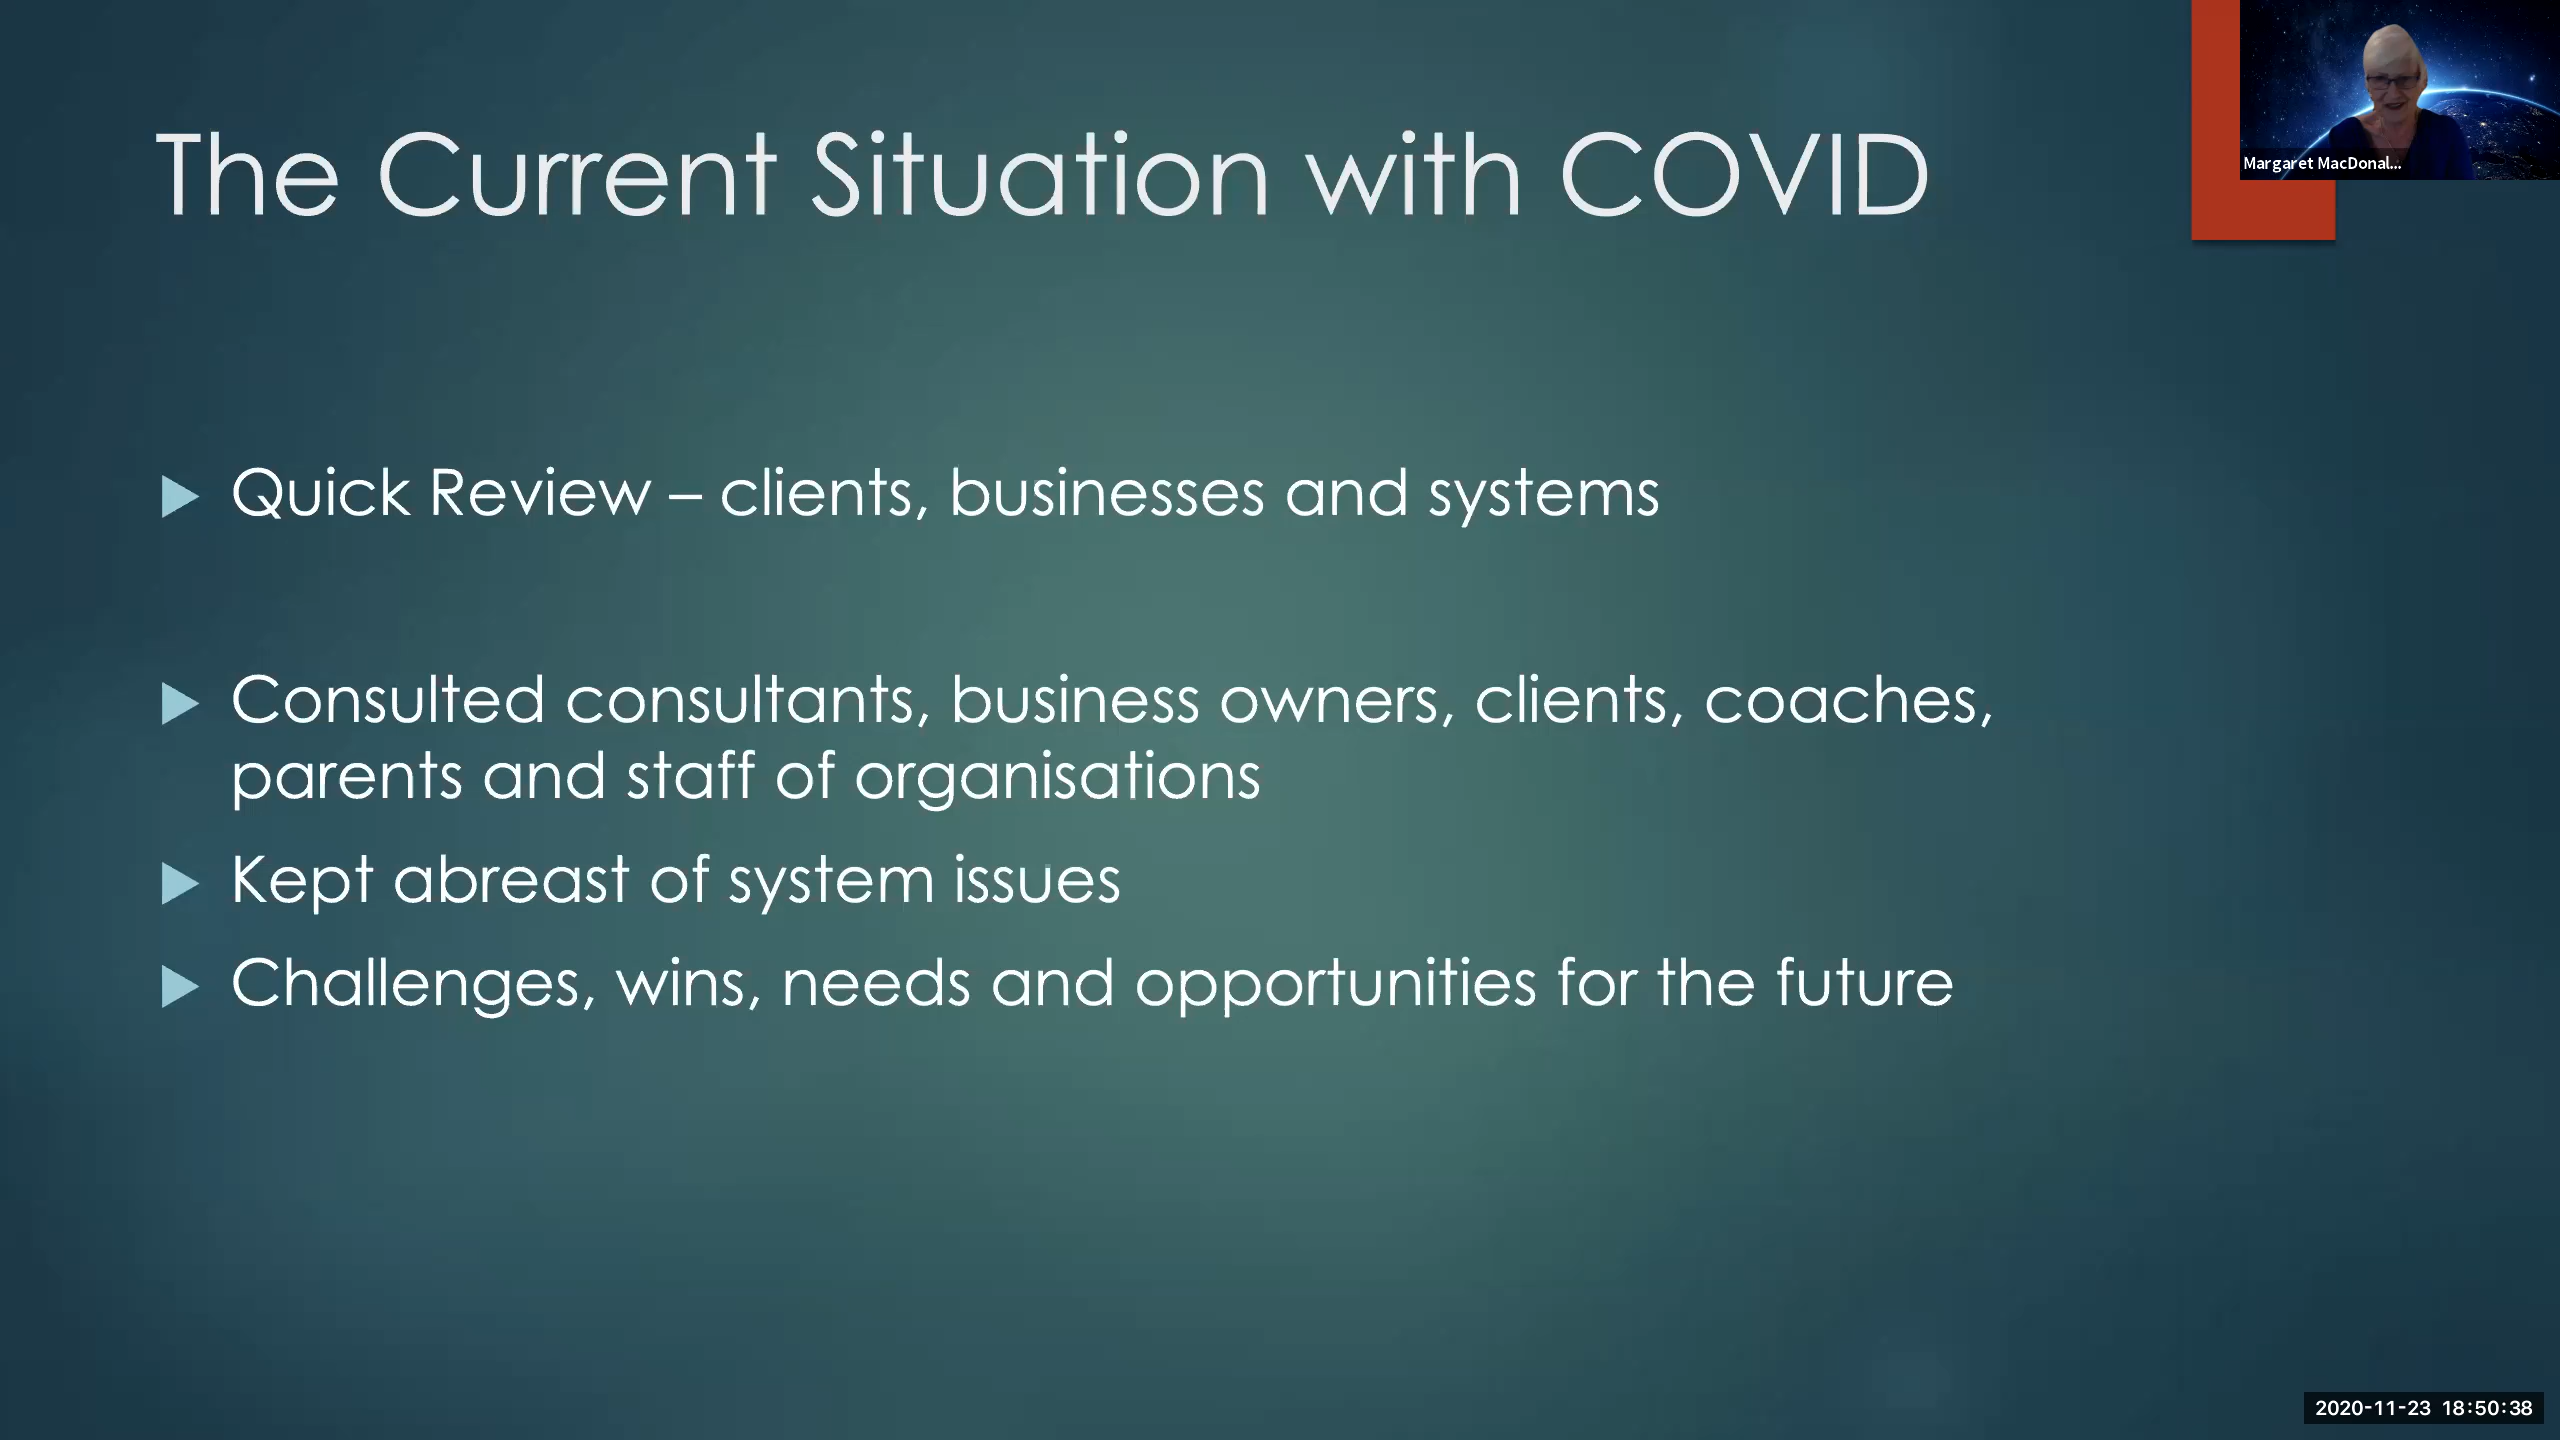 The Current Situation with COVID
Margaret MacDonal...
Quick Review – clients, businesses and systems
Consulted consultants, business owners, clients, coaches,
parents and staff of organisations
Kept abreast of system issues
Challenges, wins, needs and opportunities for the future
2020-11-23 18:50:38